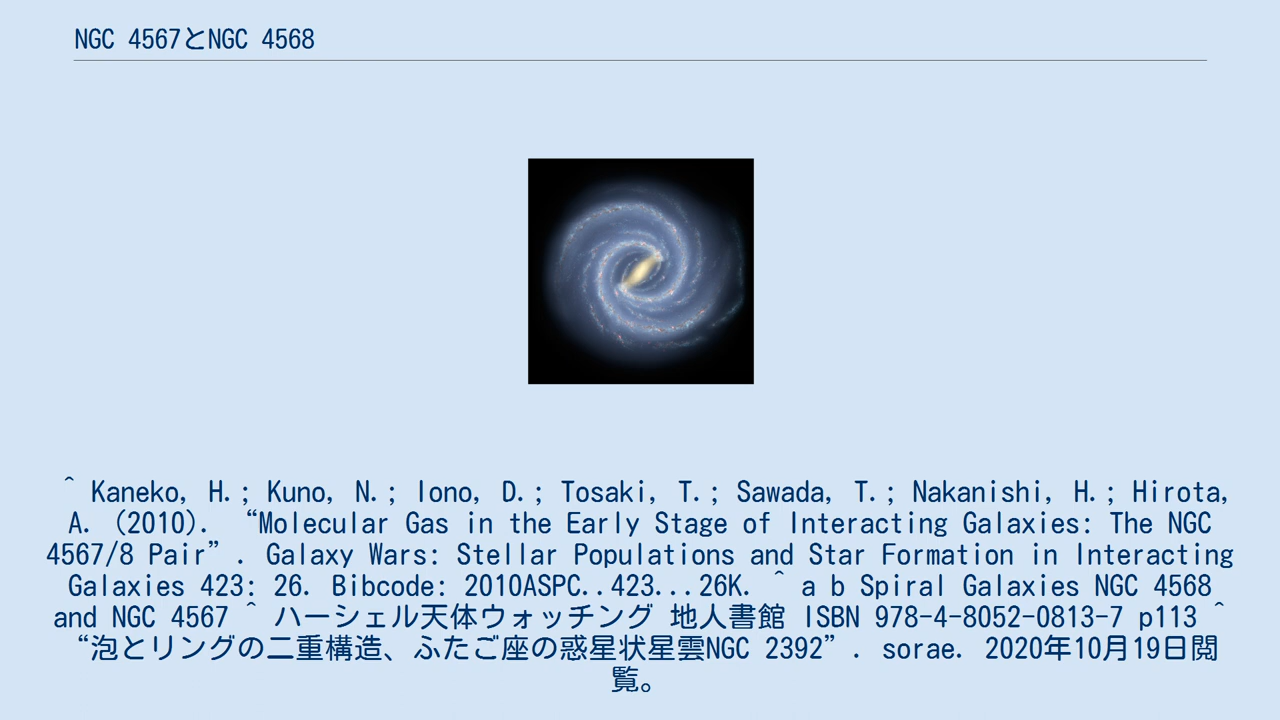 NGC 4567とNGC 4568
^ Kaneko, H.; Kuno, N.; Iono, D.; Tosaki, T.; Sawada, T.; Nakanishi, H.; Hirota,
A. (2010). “Molecular Gas in the Early Stage of Interacting Galaxies: The NGC
4567/8 Pair”. Galaxy Wars: Stellar Populations and Star Formation in Interacting
Galaxies 423: 26. Bibcode: 2010ASPC..423...26K. ^ a b Spiral Galaxies NGC 4568
and NGC 4567 ^ ハーシェル天体ウォッチング 地人書館 ISBN 978-4-8052-0813-7 p113 ^
“泡とリングの二重構造、ふたご座の惑星状星雲NGC 2392”. sorae. 2020年10月19日閲
覧。